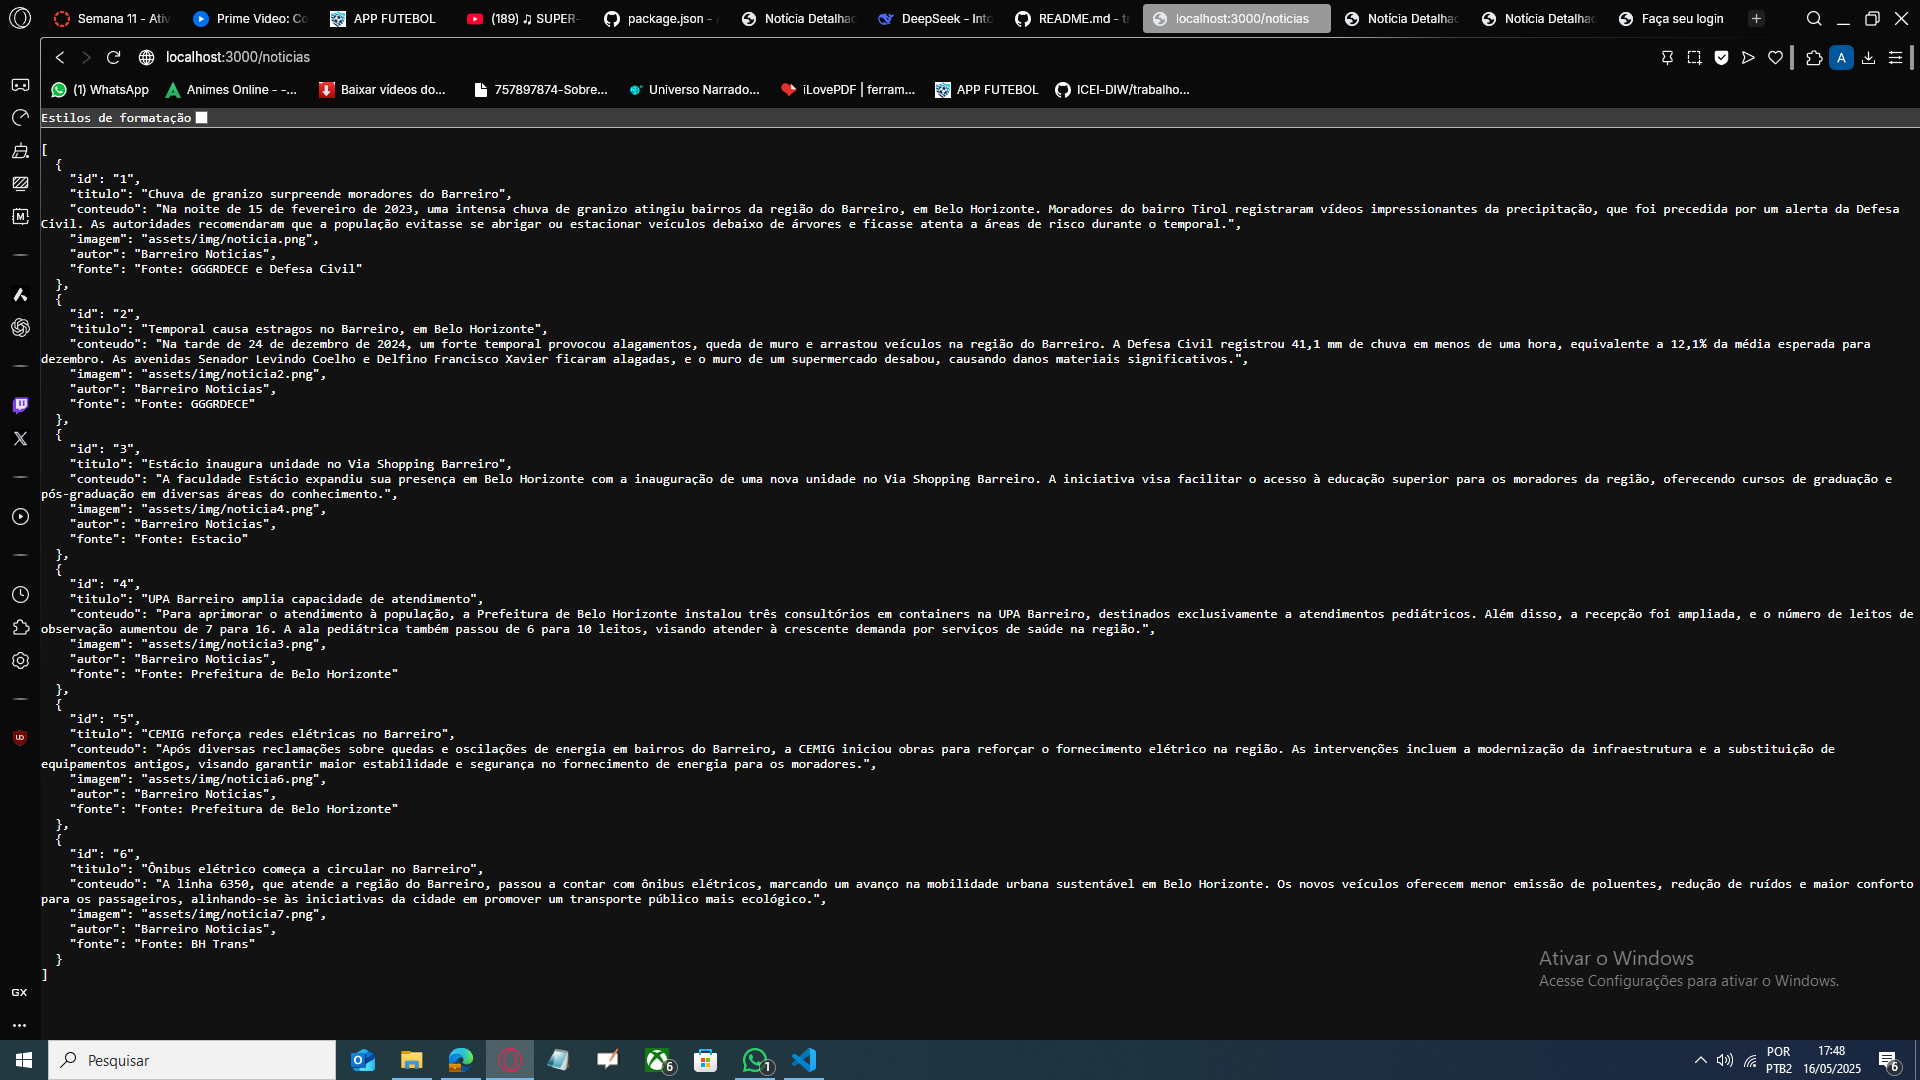 Semana 11 - Ativ
Prime Video: Co
APP FUTEBOL
(189) ♫ SUPER-
package.json -
Notícia Detalhad
DeepSeek - Into
README.md - tr
localhost:3000/noticias
Notícia Detalhad
Notícia Detalhad
Faça seu login
localhost:3000/noticias
A
(1) WhatsApp
Animes Online - -...
Baixar vídeos do...
757897874-Sobre...
Universo Narrado...
iLovePDF | ferram...
APP FUTEBOL
ICEI-DIW/trabalho...
Estilos de formatação
[
{
"id": "1",
"titulo": "Chuva de granizo surpreende moradores do Barreiro",
"conteudo": "Na noite de 15 de fevereiro de 2023, uma intensa chuva de granizo atingiu bairros da região do Barreiro, em Belo Horizonte. Moradores do bairro Tirol registraram vídeos impressionantes da precipitação, que foi precedida por um alerta da Defesa
Civil. As autoridades recomendaram que a população evitasse se abrigar ou estacionar veículos debaixo de árvores e ficasse atenta a áreas de risco durante o temporal.",
"imagem": "assets/img/noticia.png",
"autor": "Barreiro Noticias",
"fonte": "Fonte: GGGRDECE e Defesa Civil"
},
{
"id": "2",
"titulo": "Temporal causa estragos no Barreiro, em Belo Horizonte",
"conteudo": "Na tarde de 24 de dezembro de 2024, um forte temporal provocou alagamentos, queda de muro e arrastou veículos na região do Barreiro. A Defesa Civil registrou 41,1 mm de chuva em menos de uma hora, equivalente a 12,1% da média esperada para
dezembro. As avenidas Senador Levindo Coelho e Delfino Francisco Xavier ficaram alagadas, e o muro de um supermercado desabou, causando danos materiais significativos.",
"imagem": "assets/img/noticia2.png",
"autor": "Barreiro Noticias",
"fonte": "Fonte: GGGRDECE"
},
{
"id": "3",
"titulo": "Estácio inaugura unidade no Via Shopping Barreiro",
"conteudo": "A faculdade Estácio expandiu sua presença em Belo Horizonte com a inauguração de uma nova unidade no Via Shopping Barreiro. A iniciativa visa facilitar o acesso à educação superior para os moradores da região, oferecendo cursos de graduação e
pós-graduação em diversas áreas do conhecimento.",
"imagem": "assets/img/noticia4.png",
"autor": "Barreiro Noticias",
"fonte": "Fonte: Estacio"
},
{
"id": "4",
"titulo": "UPA Barreiro amplia capacidade de atendimento",
"conteudo": "Para aprimorar o atendimento à população, a Prefeitura de Belo Horizonte instalou três consultórios em containers na UPA Barreiro, destinados exclusivamente a atendimentos pediátricos. Além disso, a recepção foi ampliada, e o número de leitos de
observação aumentou de 7 para 16. A ala pediátrica também passou de 6 para 10 leitos, visando atender à crescente demanda por serviços de saúde na região.",
"imagem": "assets/img/noticia3.png",
"autor": "Barreiro Noticias",
"fonte": "Fonte: Prefeitura de Belo Horizonte"
},
{
"id": "5",
"titulo": "CEMIG reforça redes elétricas no Barreiro",
"conteudo": "Após diversas reclamações sobre quedas e oscilações de energia em bairros do Barreiro, a CEMIG iniciou obras para reforçar o fornecimento elétrico na região. As intervenções incluem a modernização da infraestrutura e a substituição de
equipamentos antigos, visando garantir maior estabilidade e segurança no fornecimento de energia para os moradores.",
"imagem": "assets/img/noticia6.png",
"autor": "Barreiro Noticias",
"fonte": "Fonte: Prefeitura de Belo Horizonte"
},
{
"id": "6",
"titulo": "Ônibus elétrico começa a circular no Barreiro",
"conteudo": "A linha 6350, que atende a região do Barreiro, passou a contar com ônibus elétricos, marcando um avanço na mobilidade urbana sustentável em Belo Horizonte. Os novos veículos oferecem menor emissão de poluentes, redução de ruídos e maior conforto
para os passageiros, alinhando-se às iniciativas da cidade em promover um transporte público mais ecológico.",
"imagem": "assets/img/noticia7.png",
"autor": "Barreiro Noticias",
"fonte": "Fonte: BH Trans"
}
]
Ativar o Windows
Acesse Configurações para ativar o Windows.
GX
Pesquisar
6
1
POR
PTB2
17:48
16/05/2025
6